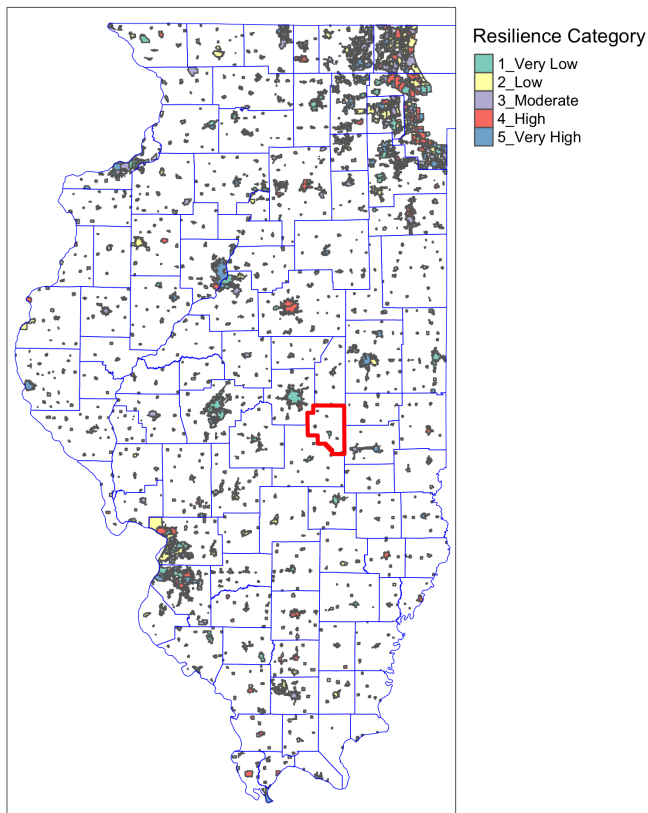 Resilience Category
1_Very Low
2_Low
3_Moderate
4_High
5_Very High